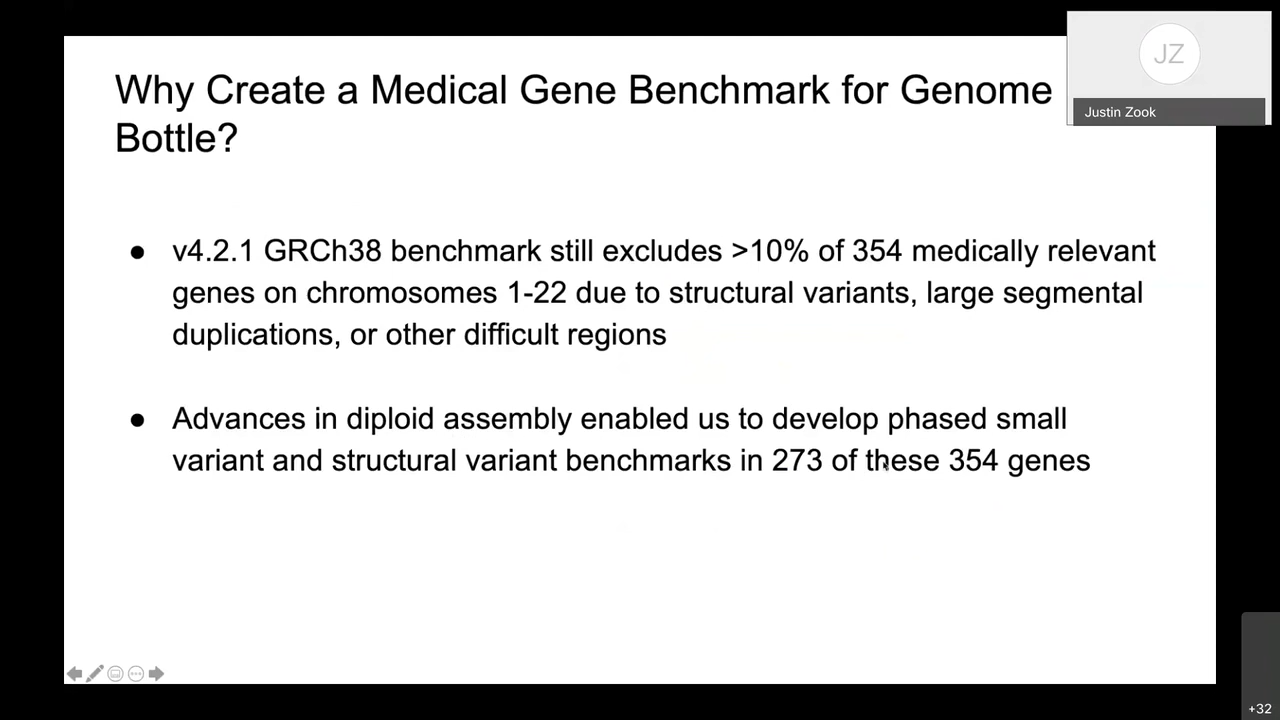 Why Create a Medical Gene Benchmark for Genome
Bottle?
● v4.2.1 GRCh38 benchmark still excludes >10% of 354 medically relevant
genes on chromosomes 1-22 due to structural variants, large segmental
duplications, or other difficult regions
● Advances in diploid assembly enabled us to develop phased small
variant and structural variant benchmarks in 273 of these 354 genes
JZ
Justin Zook
+32